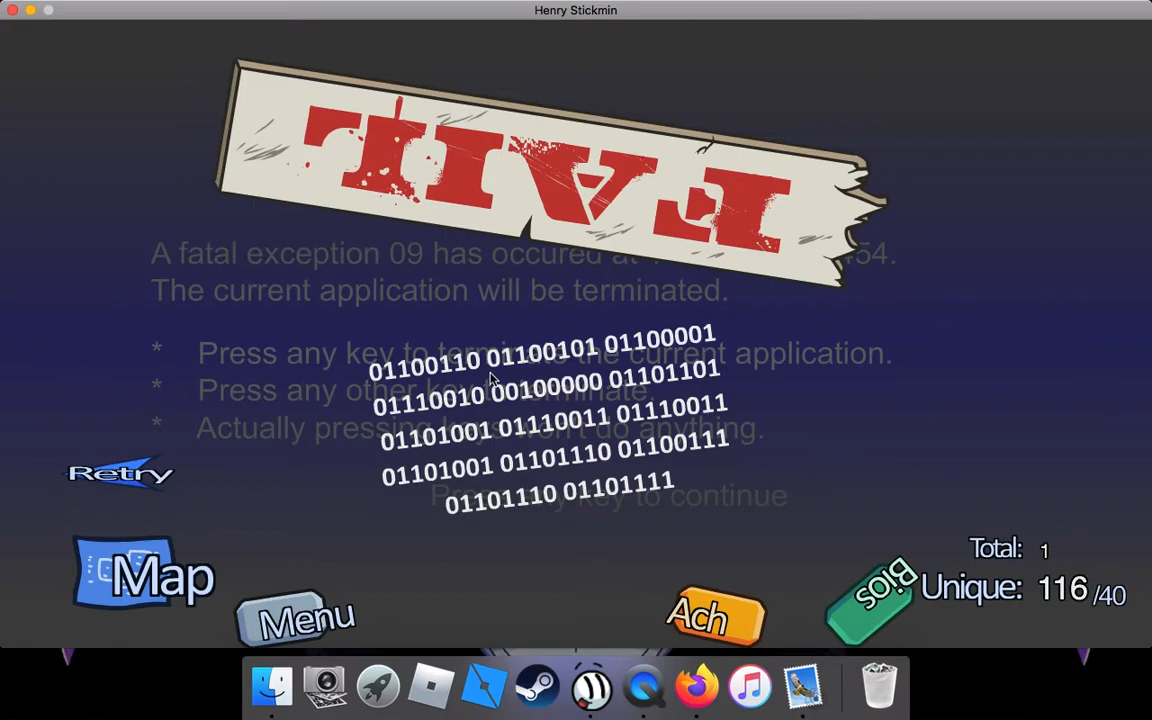 Henry Stickmin
FAIL
A fatal exception 09 has occured at 454.
The current application will be terminated.
* Press any key to terminate the current application.
* Press any other key to terminate.
* Actually pressing keys won't do anything.
Press any key to continue
01100110 01100101 01100001
01110010 00100000 01101101
01101001 01110011 01110011
01101001 01101110 01100111
01101110 01101111
Retry
Map
Menu
Ach
Bios
Total: 1
Unique: 116 /40